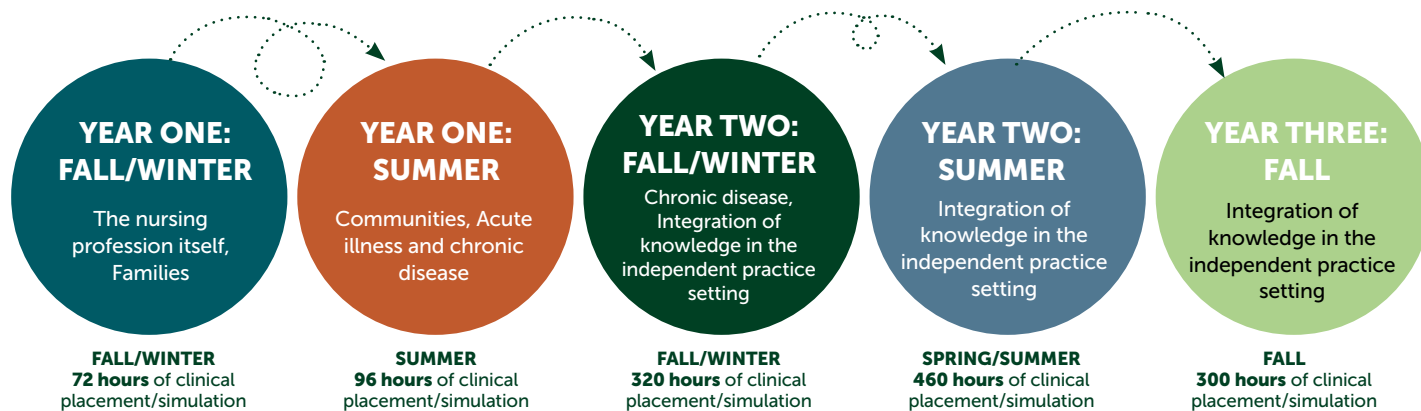 YEAR ONE:
FALL/WINTER
The nursing
profession itself,
Families
FALL/WINTER
72 hours of clinical
placement/simulation
YEAR ONE:
SUMMER
Communities, Acute
illness and chronic
disease
SUMMER
96 hours of clinical
placement/simulation
YEAR TWO:
FALL/WINTER
Chronic disease,
Integration of
knowledge in the
independent practice
setting
FALL/WINTER
320 hours of clinical
placement/simulation
YEAR TWO:
SUMMER
Integration of
knowledge in the
independent practice
setting
SPRING/SUMMER
460 hours of clinical
placement/simulation
YEAR THREE:
FALL
Integration of
knowledge in the
independent practice
setting
FALL
300 hours of clinical
placement/simulation